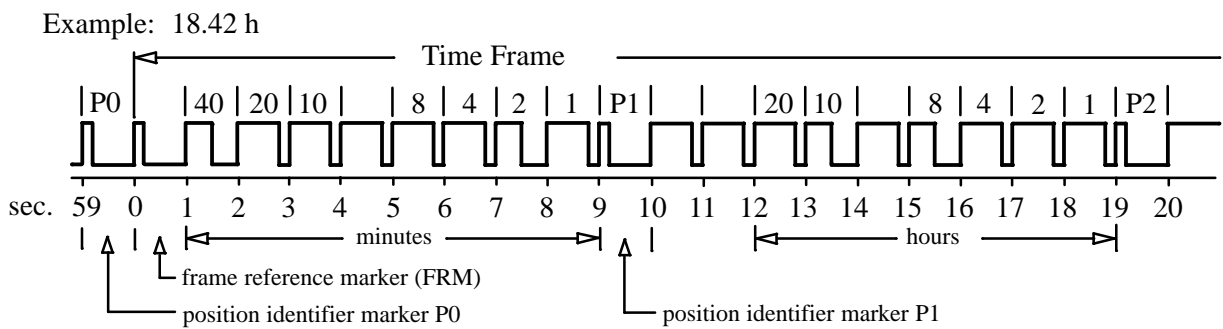 Example: 18.42 h
Time Frame
P0 40 20 10 8 4 2 1 P1 20 10 8 4 2 1 P2
sec. 59 0 1 2 3 4 5 6 7 8 9 10 11 12 13 14 15 16 17 18 19 20
minutes hours
frame reference marker (FRM)
position identifier marker P0 position identifier marker P1